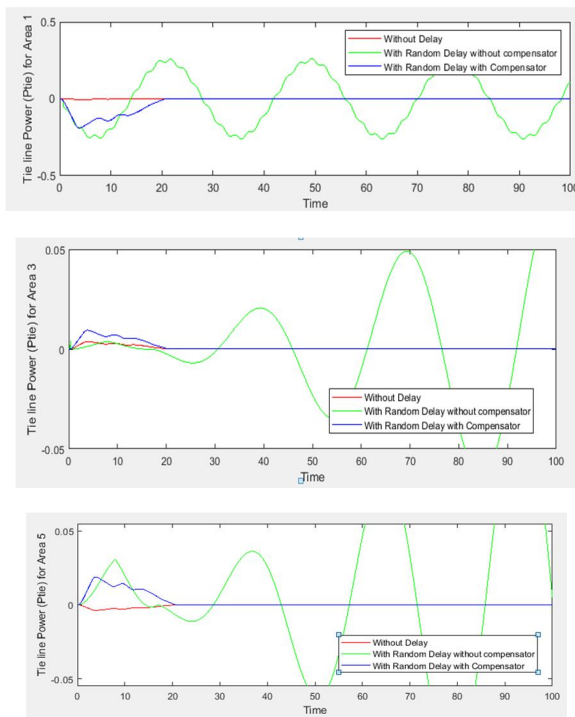 Tie line Power (Ptie) for Area 1
0.5
0
-0.5
Without Delay
With Random Delay without compensator
With Random Delay with Compensator
0 10 20 30 40 50 60 70 80 90 100
Time
Tie line Power (Ptie) for Area 3
0.05
0
-0.05
Without Delay
With Random Delay without compensator
With Random Delay with Compensator
0 10 20 30 40 50 60 70 80 90 100
Time
Tie line Power (Ptie) for Area 5
0.05
0
-0.05
Without Delay
With Random Delay without compensator
With Random Delay with Compensator
0 10 20 30 40 50 60 70 80 90 100
Time